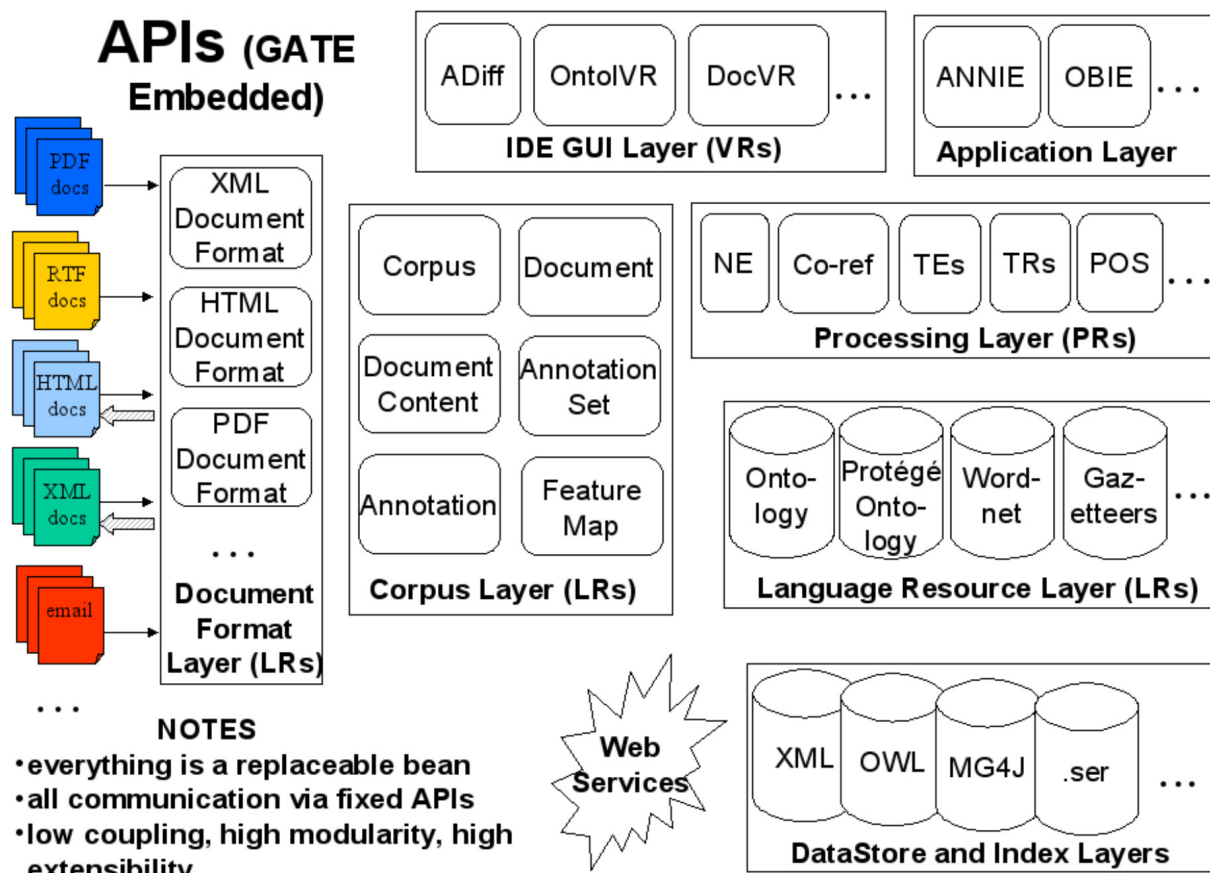 APIs (GATE
Embedded)
PDF
docs
RTF
docs
HTML
docs
XML
docs
email
...
XML
Document
Format
HTML
Document
Format
PDF
Document
Format
...
Document
Format
Layer (LRs)
ADiff
OntolVR
DocVR
...
IDE GUI Layer (VRs)
ANNIE
OBIE
...
Application Layer
Corpus
Document
Document
Content
Annotation
Set
Annotation
Feature
Map
Corpus Layer (LRs)
NE
Co-ref
TEs
TRs
POS
...
Processing Layer (PRs)
Onto-
logy
Protégé
Onto-
logy
Word-
net
Gaz-
etteers
...
Language Resource Layer (LRs)
Web
Services
XML
OWL
MG4J
.ser
...
DataStore and Index Layers
NOTES
•everything is a replaceable bean
•all communication via fixed APIs
•low coupling, high modularity, high
extensibility